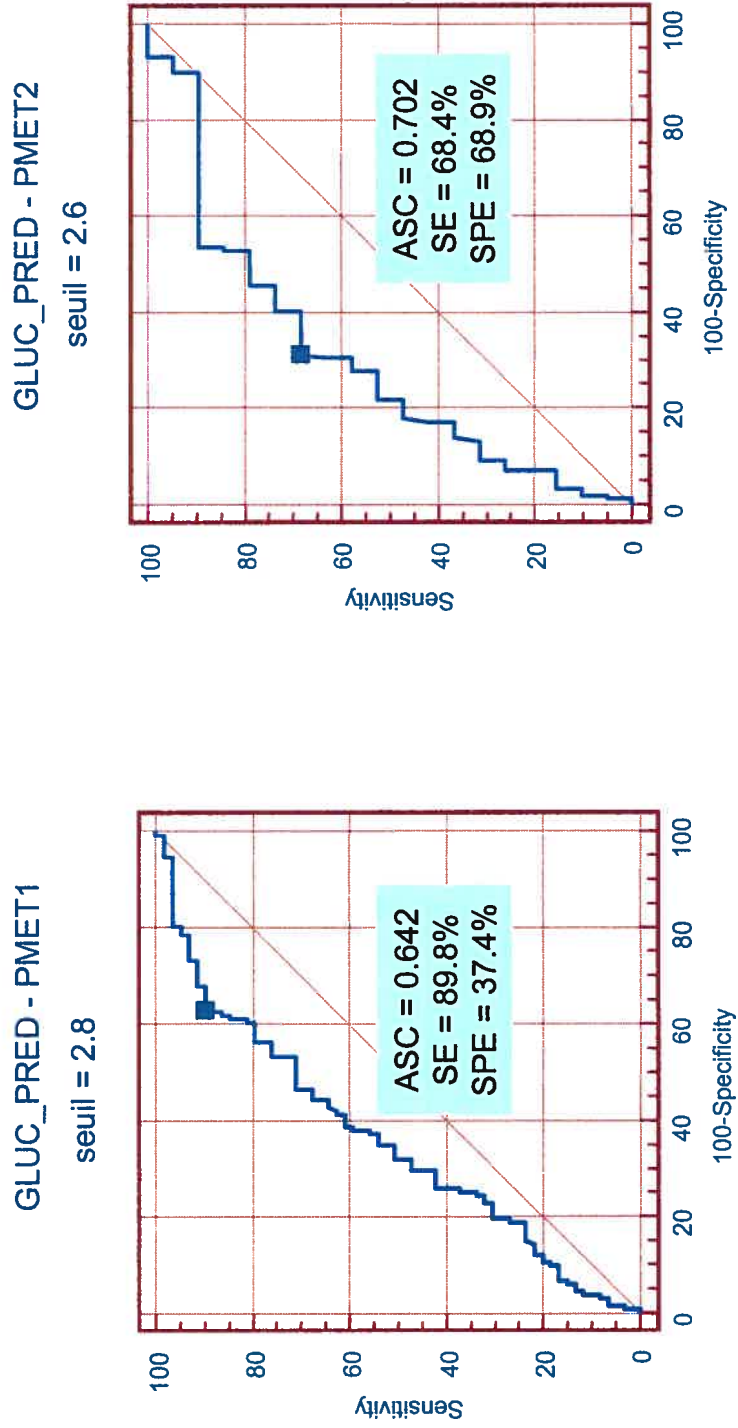 GLUC_PRED - PMET1
seuil = 2.8
100
80
60
40
20
0
Sensitivity
ASC = 0.642
SE = 89.8%
SPE = 37.4%
0 20 40 60 80 100
100-Specificity
GLUC_PRED - PMET2
seuil = 2.6
100
80
60
40
20
0
Sensitivity
ASC = 0.702
SE = 68.4%
SPE = 68.9%
0 20 40 60 80 100
100-Specificity